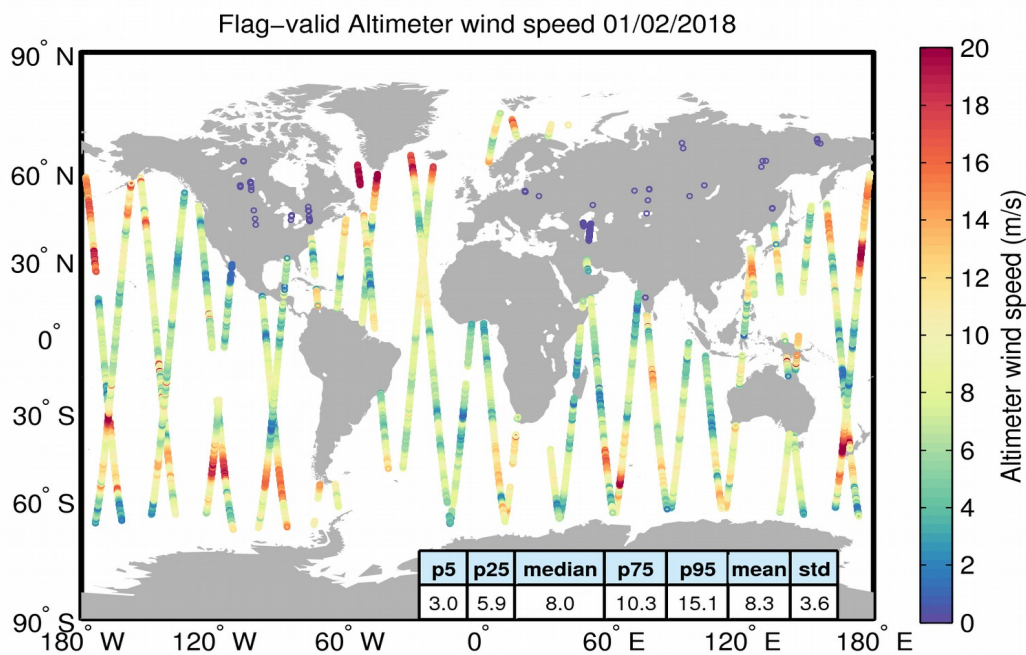 Flag−valid Altimeter wind speed 01/02/2018
90° N
60° N
30° N
0°
30° S
60° S
90° S
180° W
120° W
60° W
0°
60° E
120° E
180° E
p5 p25 median p75 p95 mean std
3.0 5.9 8.0 10.3 15.1 8.3 3.6
20
18
16
14
12
10
8
6
4
2
0
Altimeter wind speed (m/s)